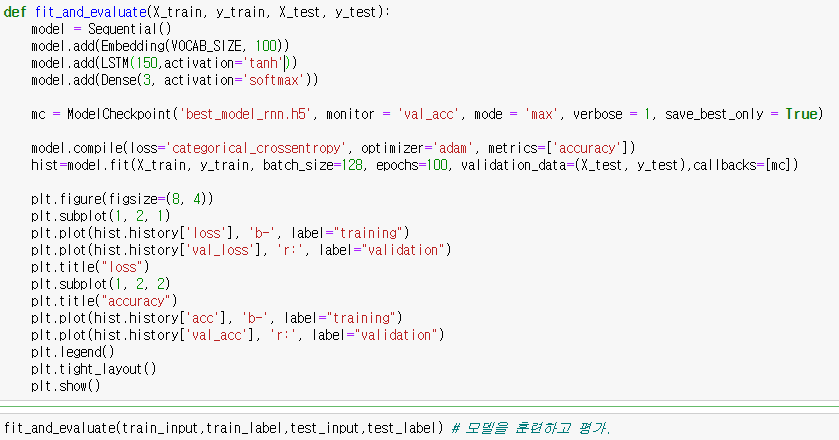 def fit_and_evaluate(X_train, y_train, X_test, y_test):
    model = Sequential()
    model.add(Embedding(VOCAB_SIZE, 100))
    model.add(LSTM(150,activation='tanh'))
    model.add(Dense(3, activation='softmax'))
    mc = ModelCheckpoint('best_model_rnn.h5', monitor = 'val_acc', mode = 'max', verbose = 1, save_best_only = True)
    model.compile(loss='categorical_crossentropy', optimizer='adam', metrics=['accuracy'])
    hist=model.fit(X_train, y_train, batch_size=128, epochs=100, validation_data=(X_test, y_test),callbacks=[mc])
    plt.figure(figsize=(8, 4))
    plt.subplot(1, 2, 1)
    plt.plot(hist.history['loss'], 'b-', label="training")
    plt.plot(hist.history['val_loss'], 'r:', label="validation")
    plt.title("loss")
    plt.subplot(1, 2, 2)
    plt.title("accuracy")
    plt.plot(hist.history['acc'], 'b-', label="training")
    plt.plot(hist.history['val_acc'], 'r:', label="validation")
    plt.legend()
    plt.tight_layout()
    plt.show()
fit_and_evaluate(train_input,train_label,test_input,test_label) # 모델을 훈련하고 평가.